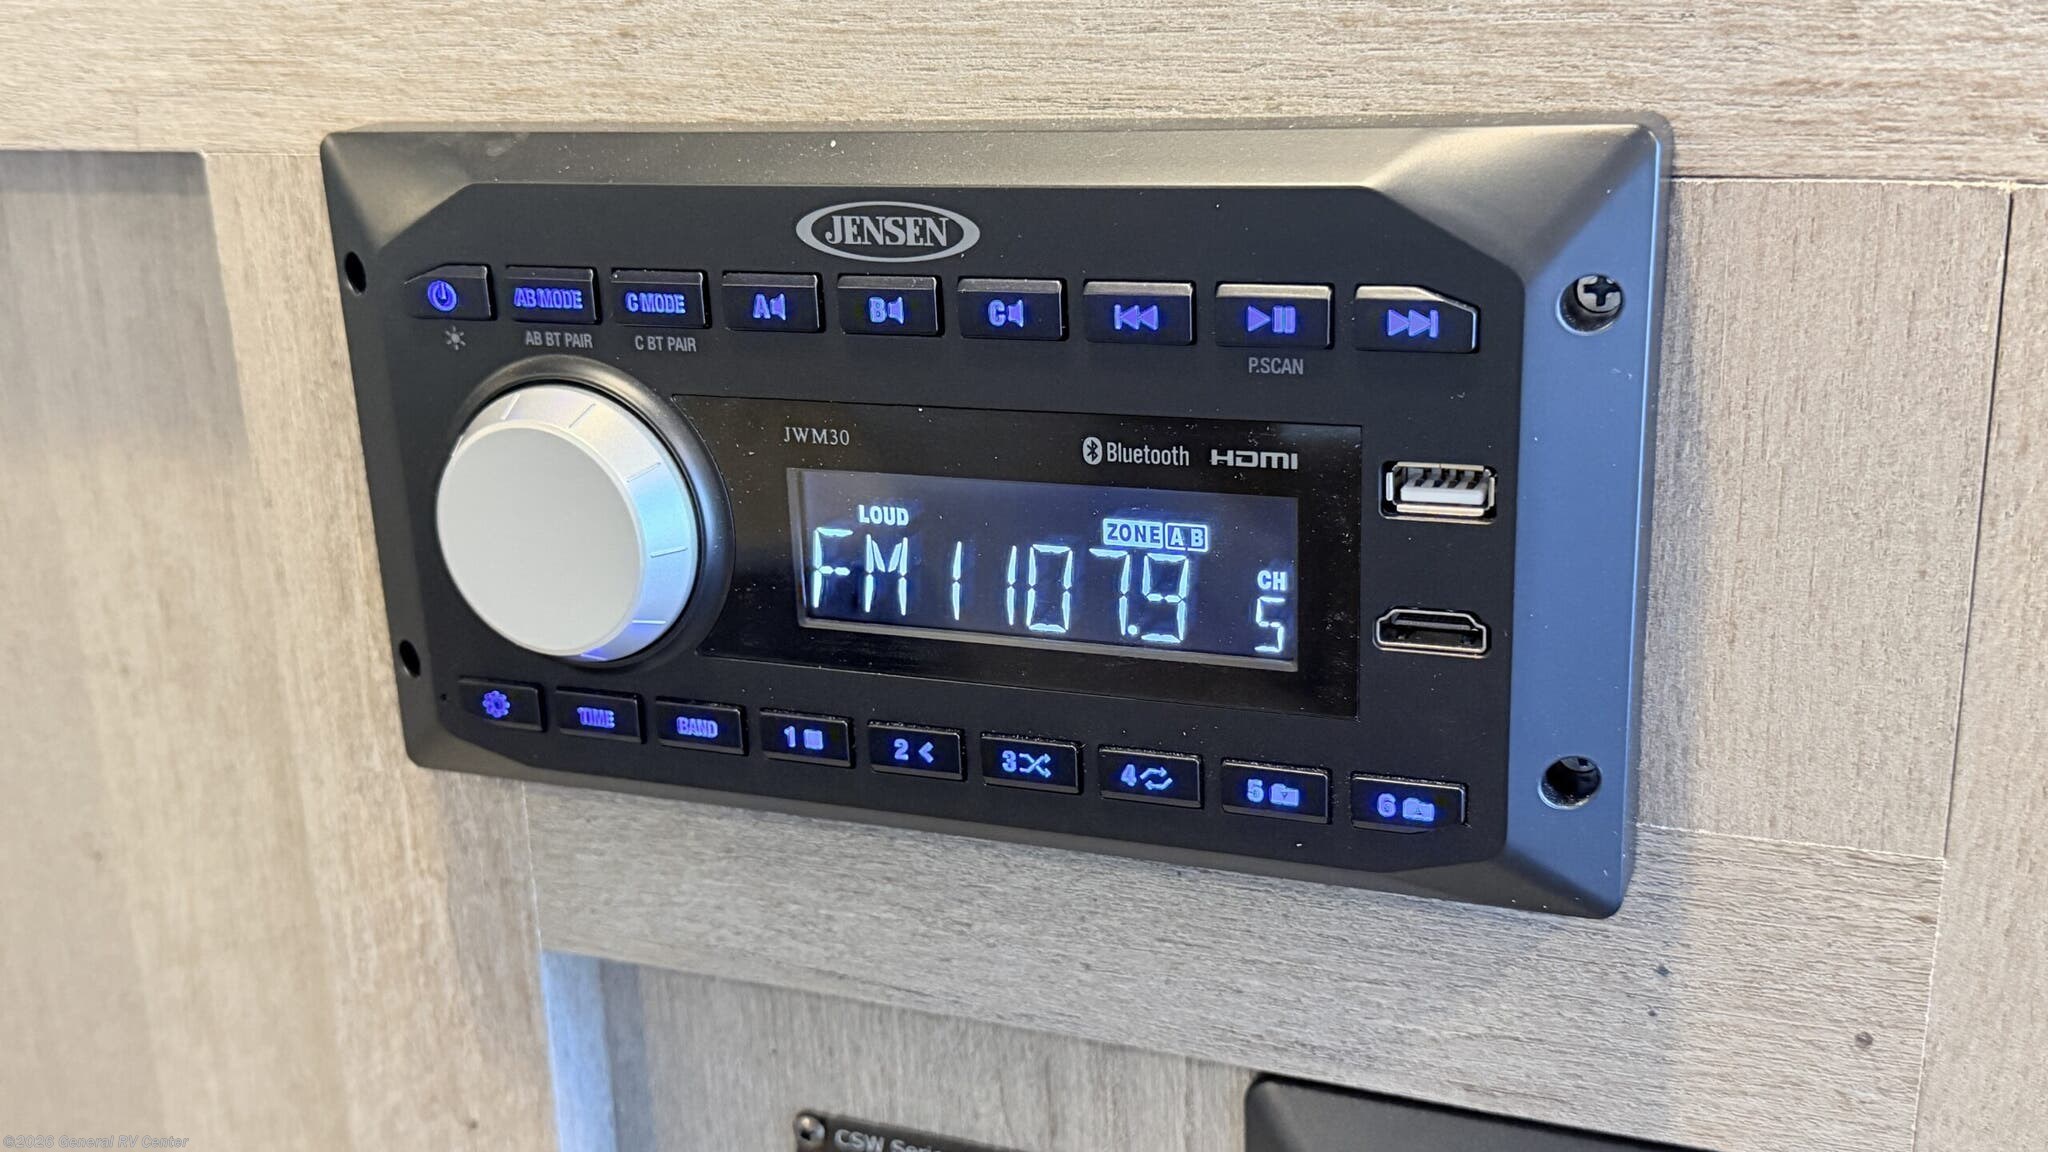 JENSEN
AB MODE C MODE A B C
AB BT PAIR C BT PAIR P.SCAN
JWM30 Bluetooth HDMI
LOUD ZONE A B
FM1 107.9 CH 5
TIME BAND 1 2 3 4 5 6
CSW
©2026 General RV Center